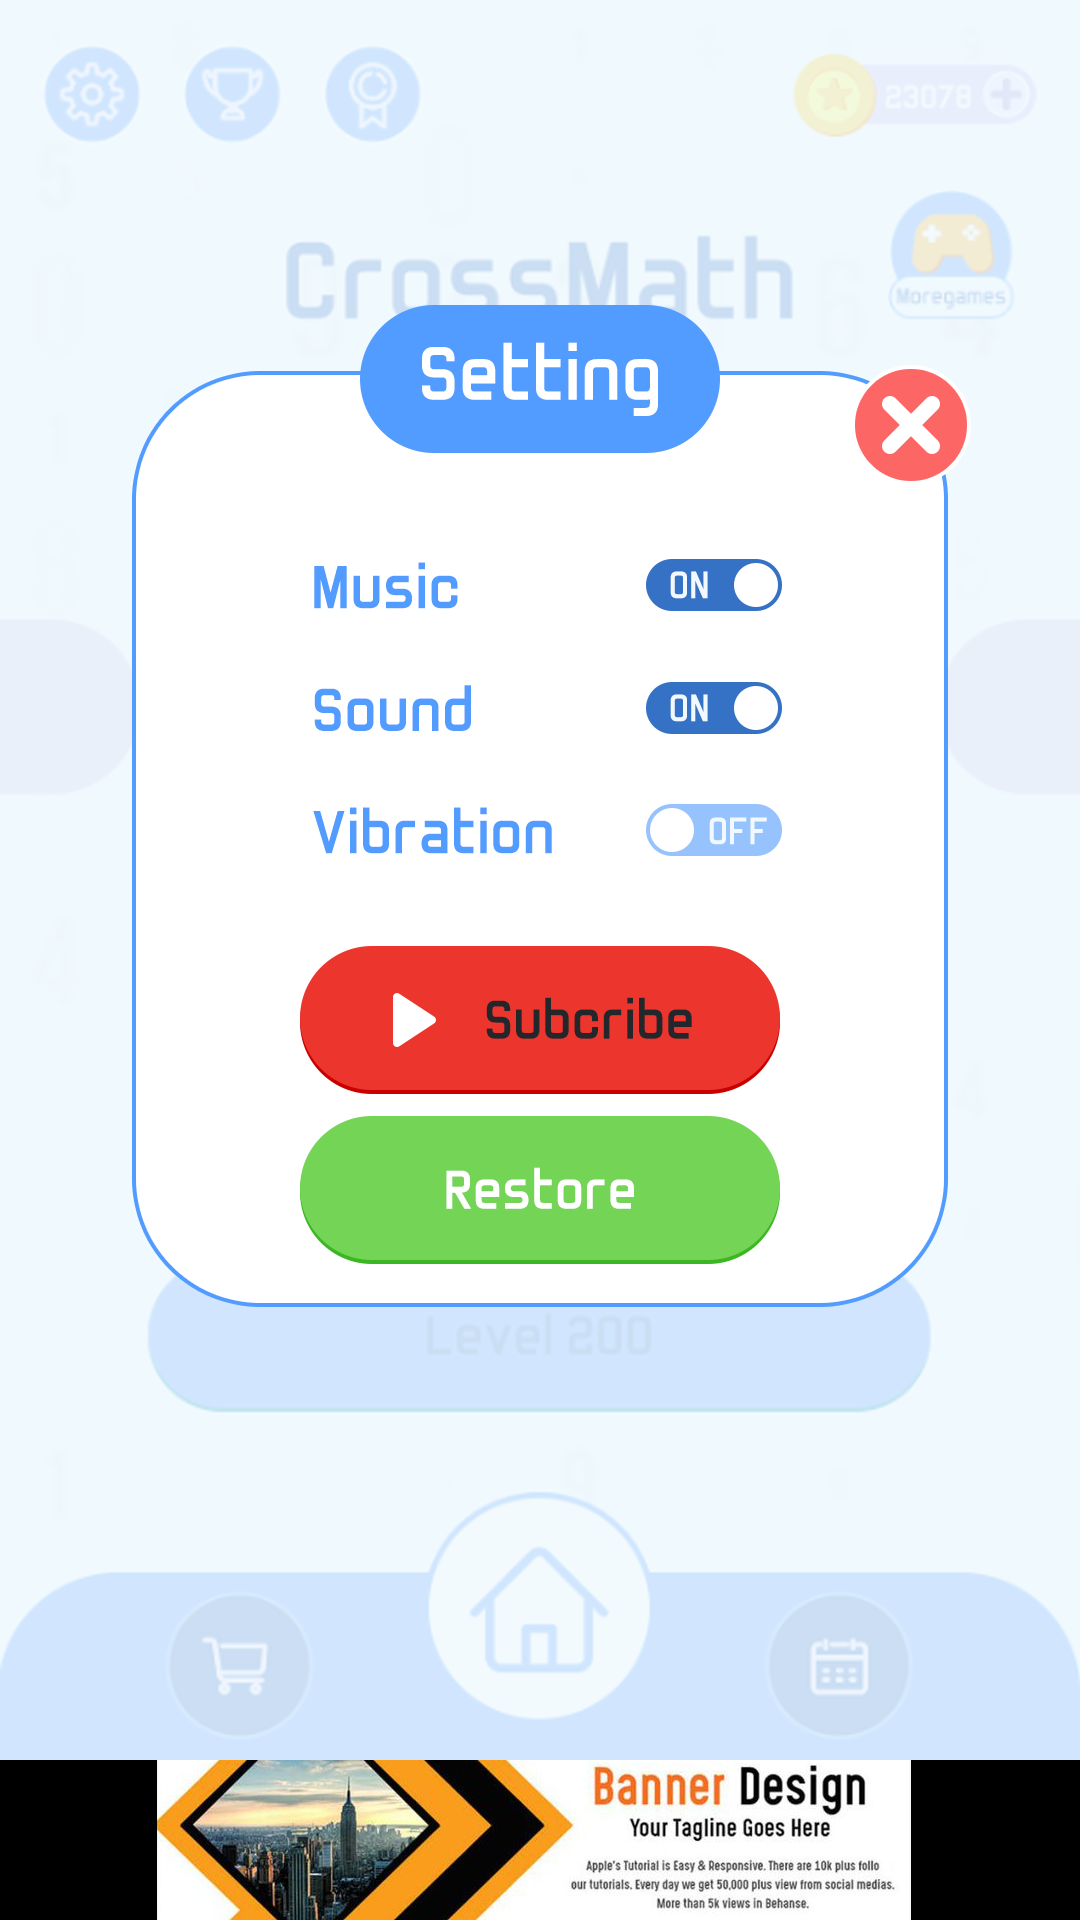 23078
CrossMath
Moregames
Setting
Music ON
Sound ON
Vibration OFF
Subcribe
Restore
Level 200
Banner Design
Your Tagline Goes Here
Apple's Tutorial is Easy & Responsive. There are 10k plus follo
our tutorials. Every day we get 50,000 plus view from social medias.
More than 5k views in Behanse.